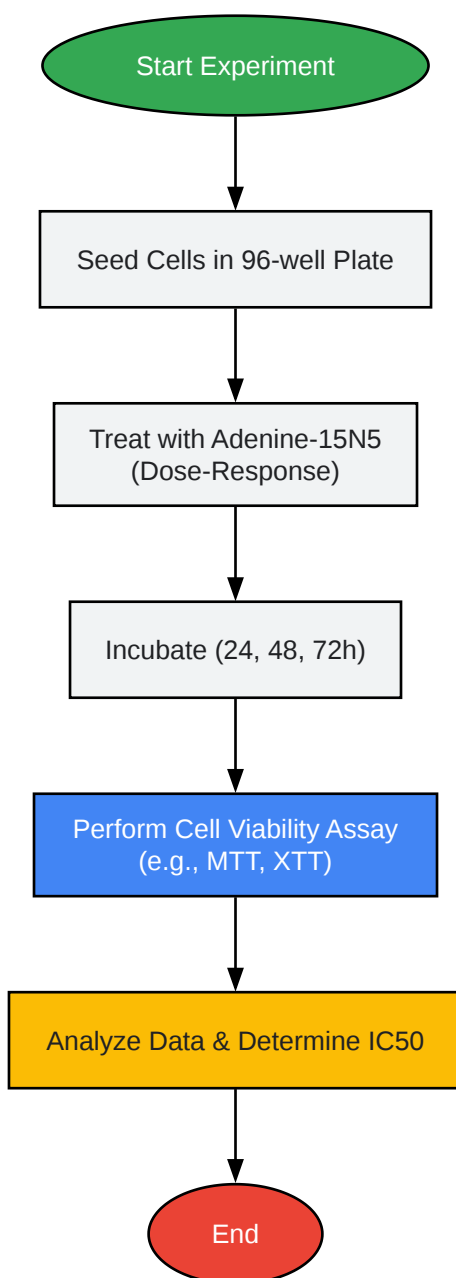 Start Experiment
Seed Cells in 96-well Plate
Treat with Adenine-15N5
(Dose-Response)
Incubate (24, 48, 72h)
Perform Cell Viability Assay
(e.g., MTT, XTT)
Analyze Data & Determine IC50
End